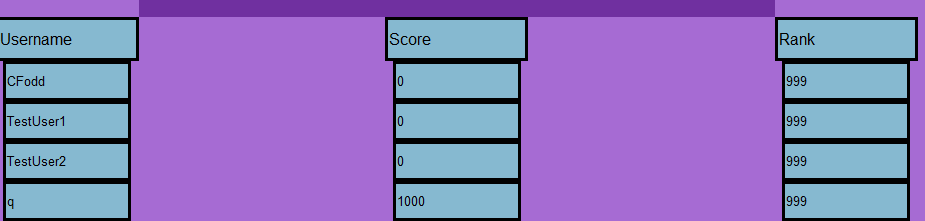 Username Score Rank
CFodd 0 999
TestUser1 0 999
TestUser2 0 999
q 1000 999